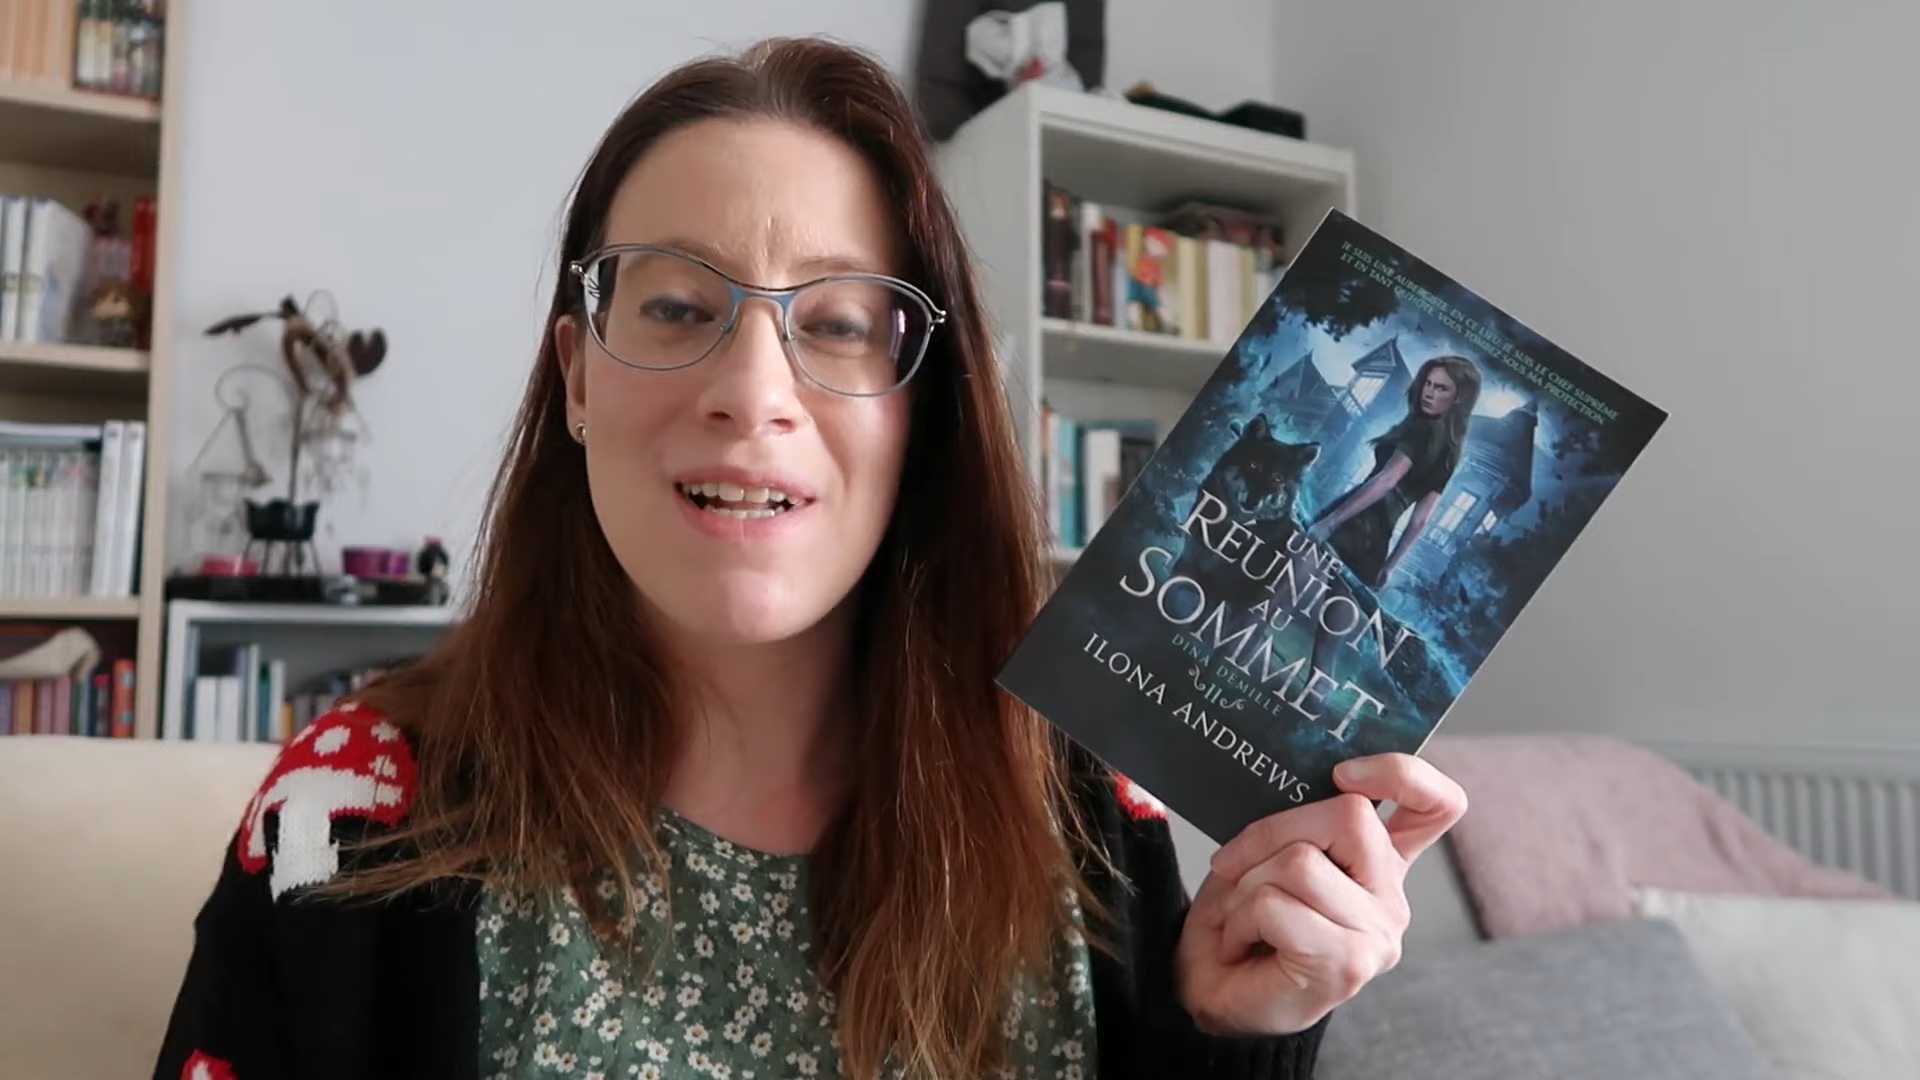 JE SUIS UNE AUBERGISTE. EN CE LIEU, JE SUIS LE CHEF SUPRÊME
ET EN TANT QU'HÔTE, VOUS TOMBEZ SOUS MA PROTECTION.
UNE
RÉUNION
AU
SOMMET
DINA DEMILLE
II
ILONA ANDREWS